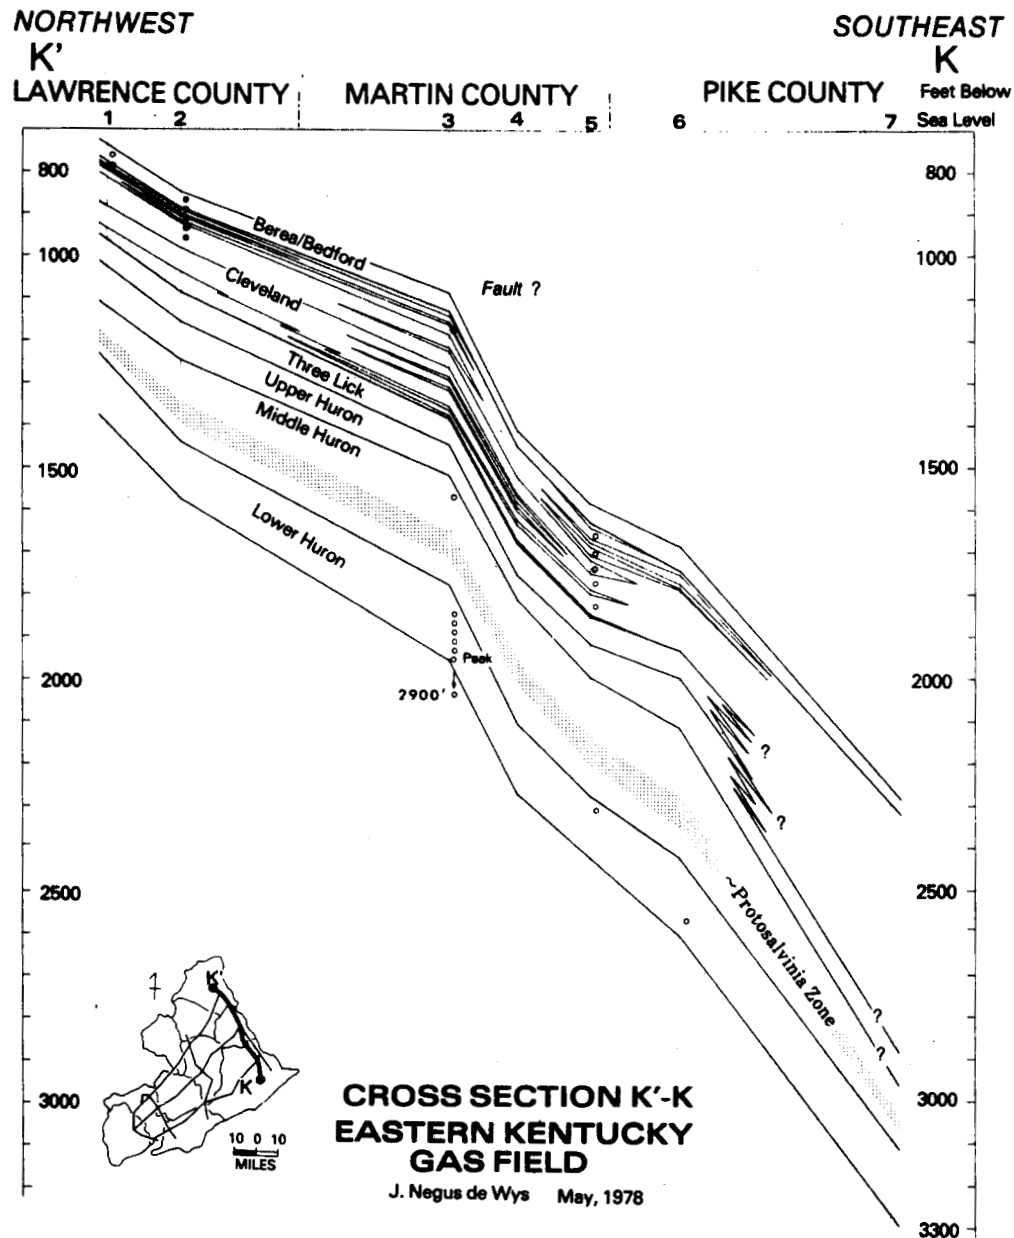 NORTHWEST
SOUTHEAST
K'
K
LAWRENCE COUNTY
MARTIN COUNTY
PIKE COUNTY
Feet Below
Sea Level
1 2 3 4 5 6 7
800
800
1000
1000
Berea/Bedford
Fault ?
Cleveland
Three Lick
Upper Huron
Middle Huron
1500
1500
Lower Huron
Peak
2000
2000
2900'
?
?
2500
2500
~Protosalvinia Zone
?
?
K'
K
10 0 10
MILES
3000
3000
CROSS SECTION K'-K
EASTERN KENTUCKY
GAS FIELD
J. Negus de Wys May, 1978
3300